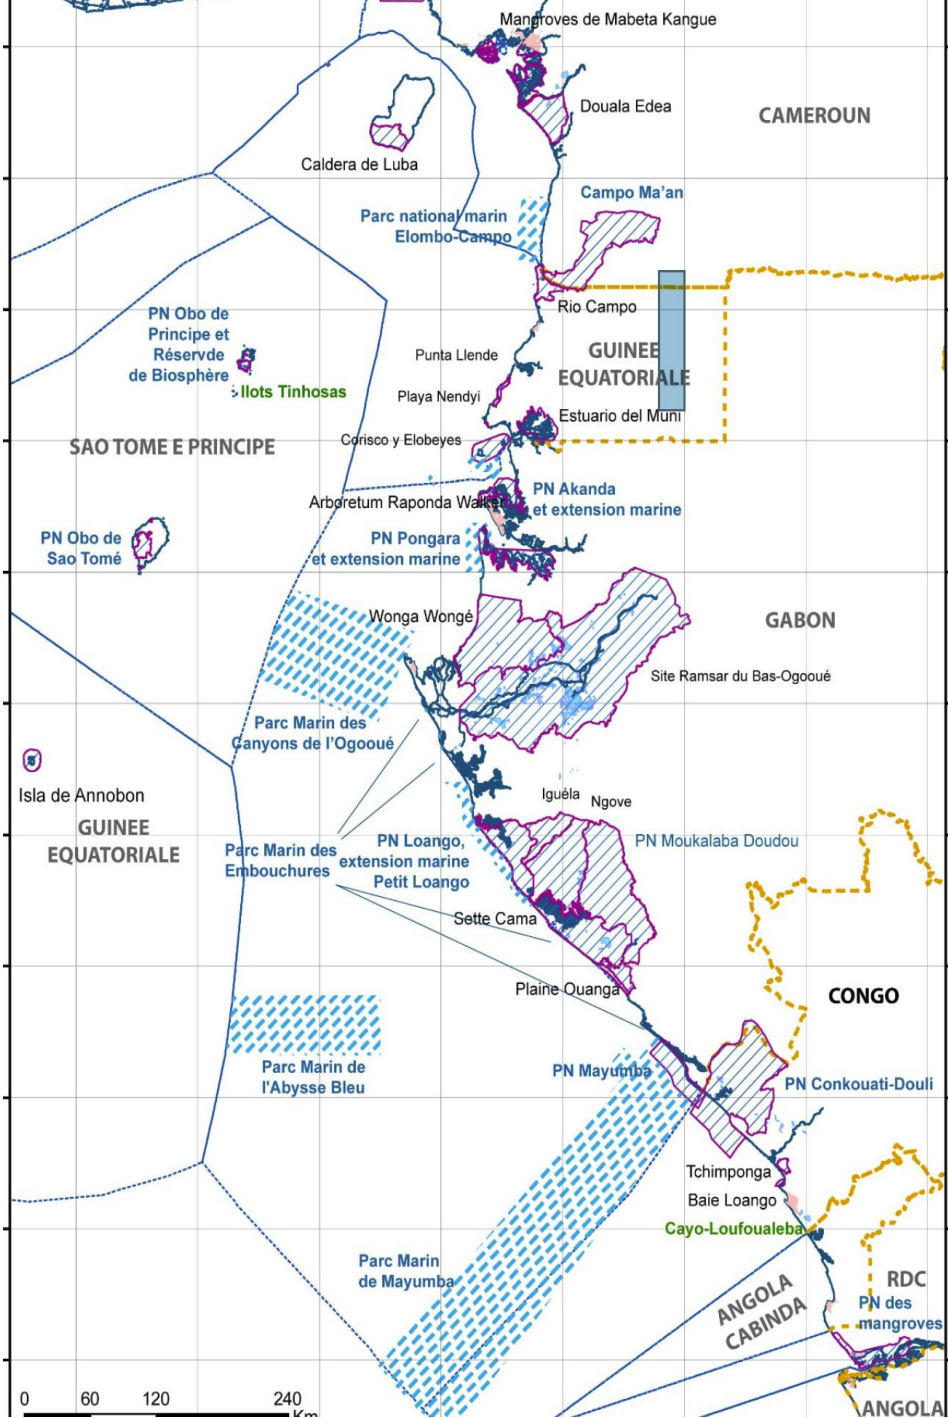 Mangroves de Mabeta Kangue
Douala Edea
CAMEROUN
Caldera de Luba
Campo Ma'an
Parc national marin
Elombo-Campo
Rio Campo
PN Obo de
Principe et
Réservde
de Biosphère
Ilots Tinhosas
Punta Llende
GUINEE
EQUATORIALE
Playa Nendyi
Estuario del Muni
Corisco y Elobeyes
SAO TOME E PRINCIPE
Arboretum Raponda Walker
PN Akanda
et extension marine
PN Obo de
Sao Tomé
PN Pongara
et extension marine
Wonga Wongé
GABON
Site Ramsar du Bas-Ogooué
Parc Marin des
Canyons de l'Ogooué
Isla de Annobon
GUINEE
EQUATORIALE
Iguéla
Ngove
Parc Marin des
Embouchures
PN Loango,
extension marine
Petit Loango
PN Moukalaba Doudou
Sette Cama
Plaine Ouanga
CONGO
Parc Marin de
l'Abysse Bleu
PN Mayumba
PN Conkouati-Douli
Tchimponga
Baie Loango
Cayo-Loufoualeba
Parc Marin
de Mayumba
ANGOLA
CABINDA
RDC
PN des
mangroves
ANGOLA
0 60 120 240
Km